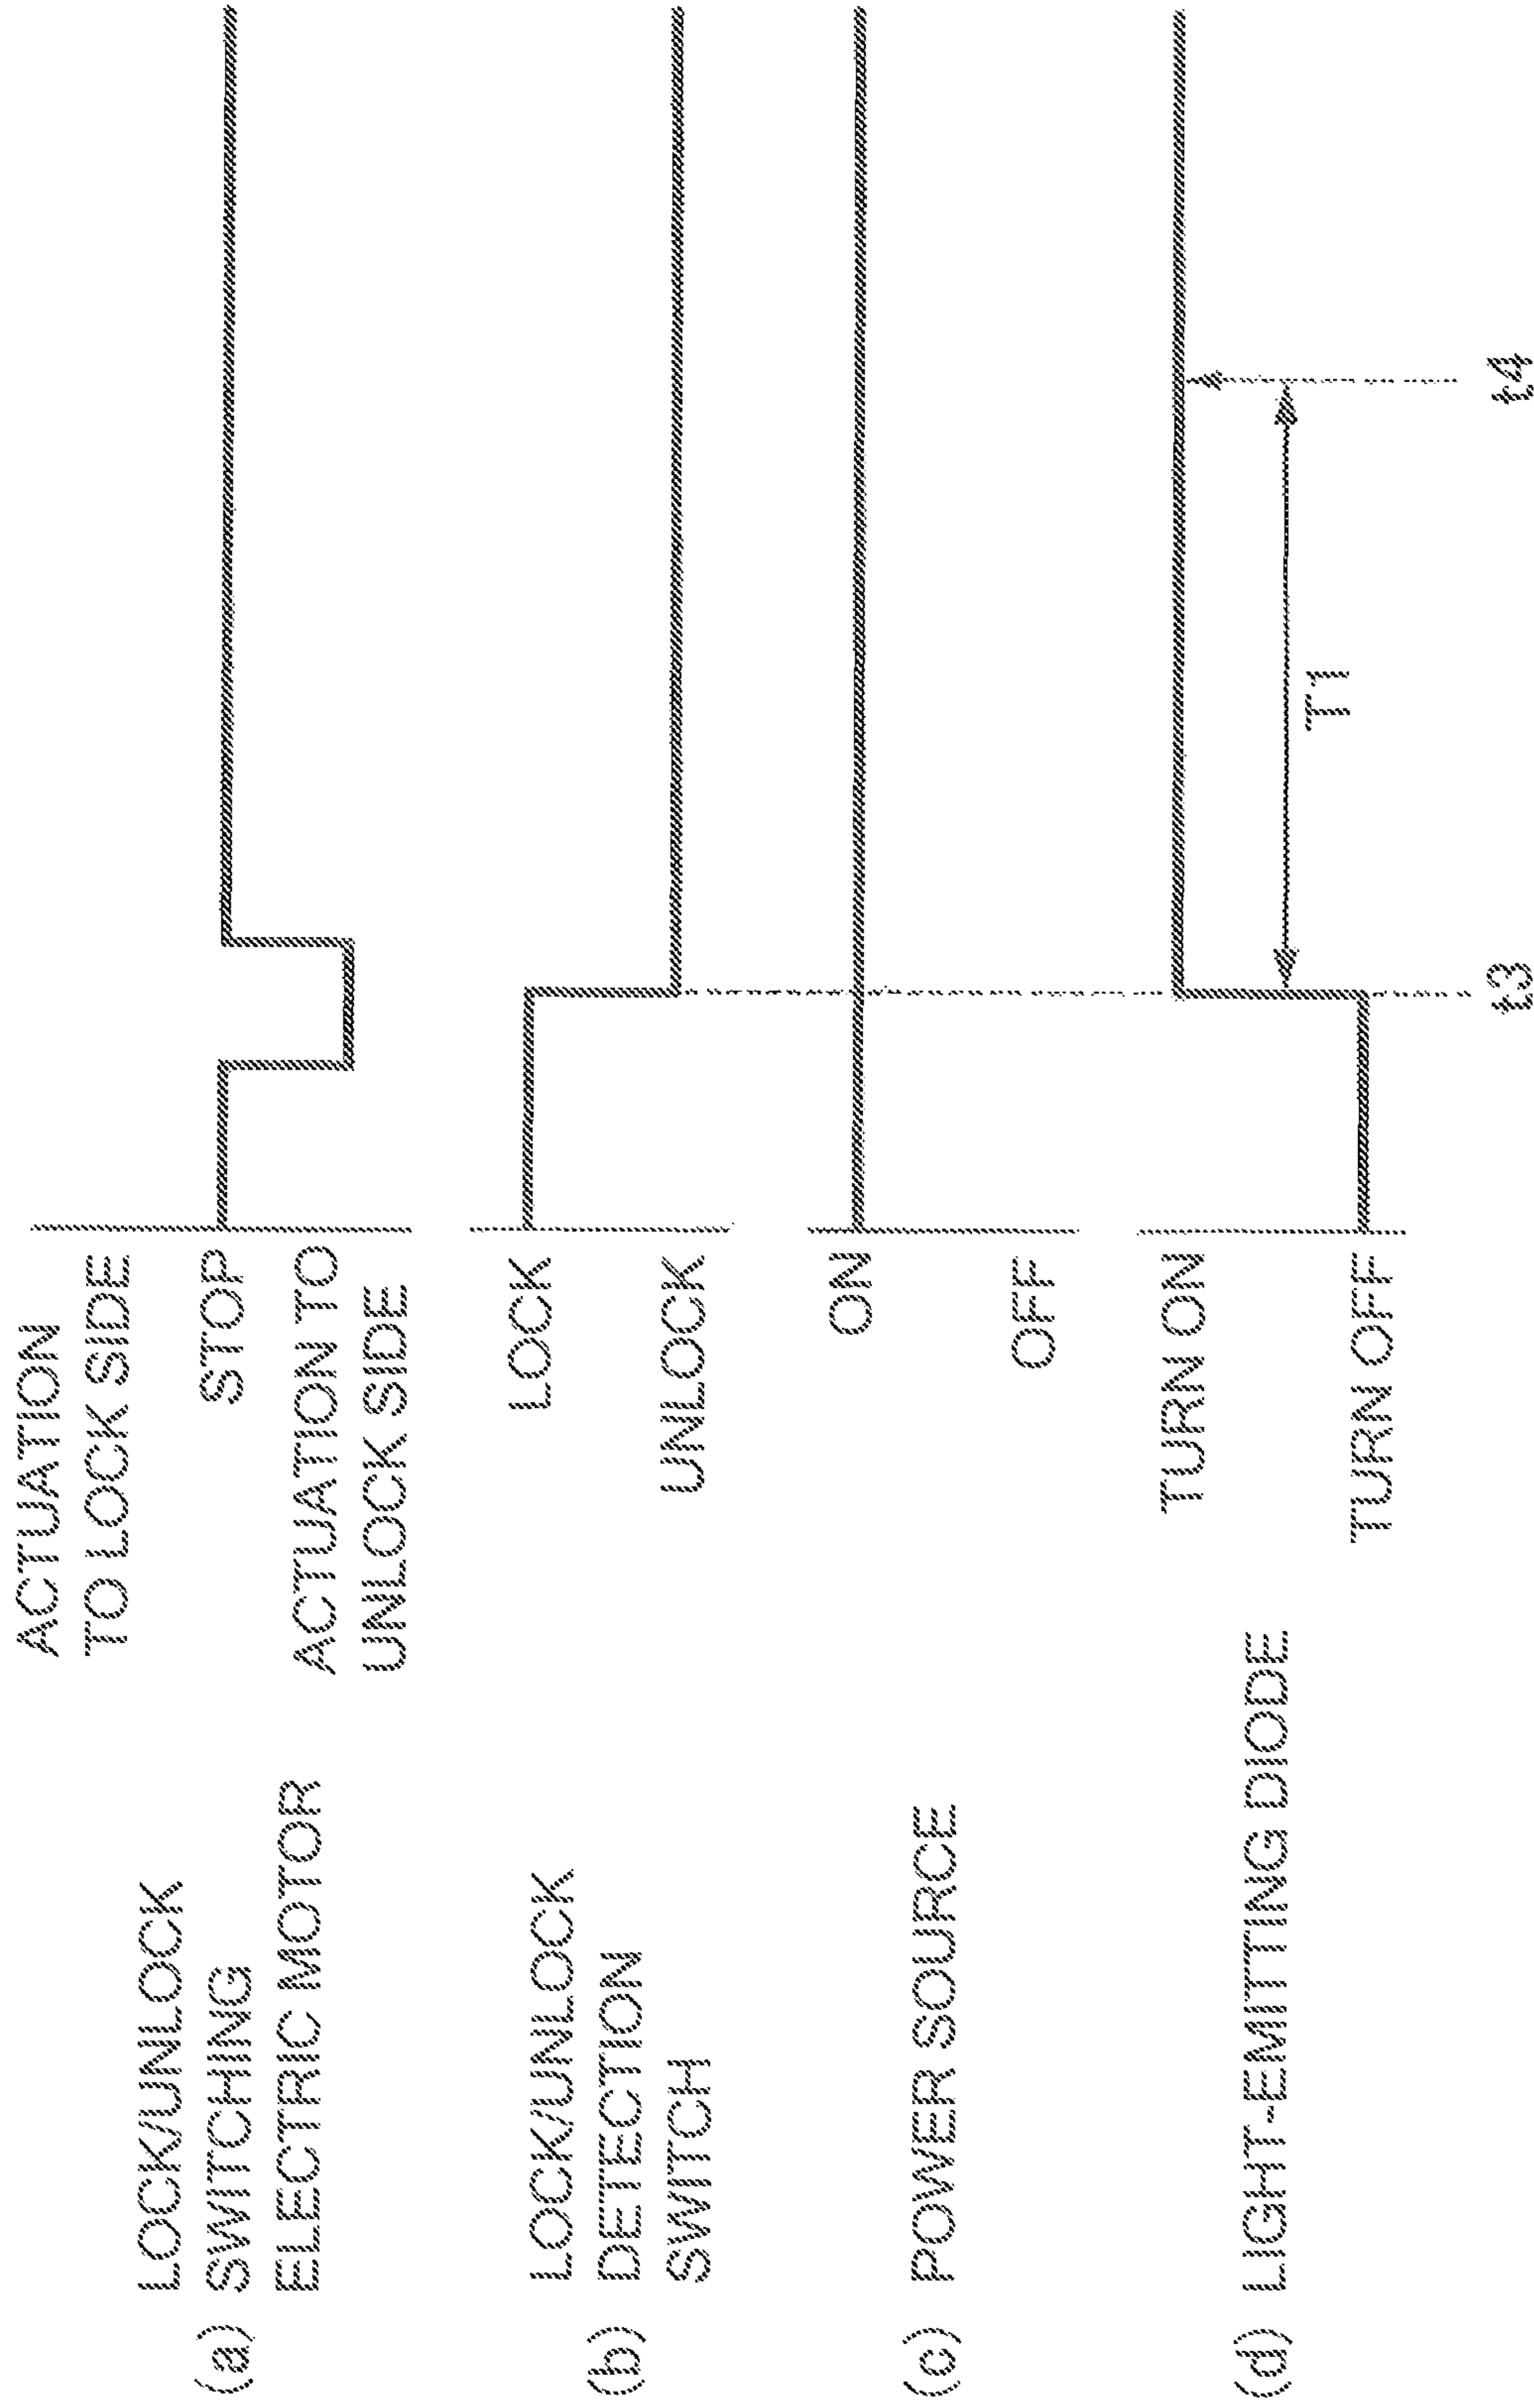 LOCK/UNLOCK
(a) SWITCHING
ELECTRIC MOTOR
ACTUATION
TO LOCK SIDE
STOP
ACTUATION TO
UNLOCK SIDE
LOCK/UNLOCK
(b) DETECTION
SWITCH
LOCK
UNLOCK
(c) POWER SOURCE
ON
OFF
(d) LIGHT-EMITTING DIODE
TURN ON
TURN OFF
T1
t3
t4